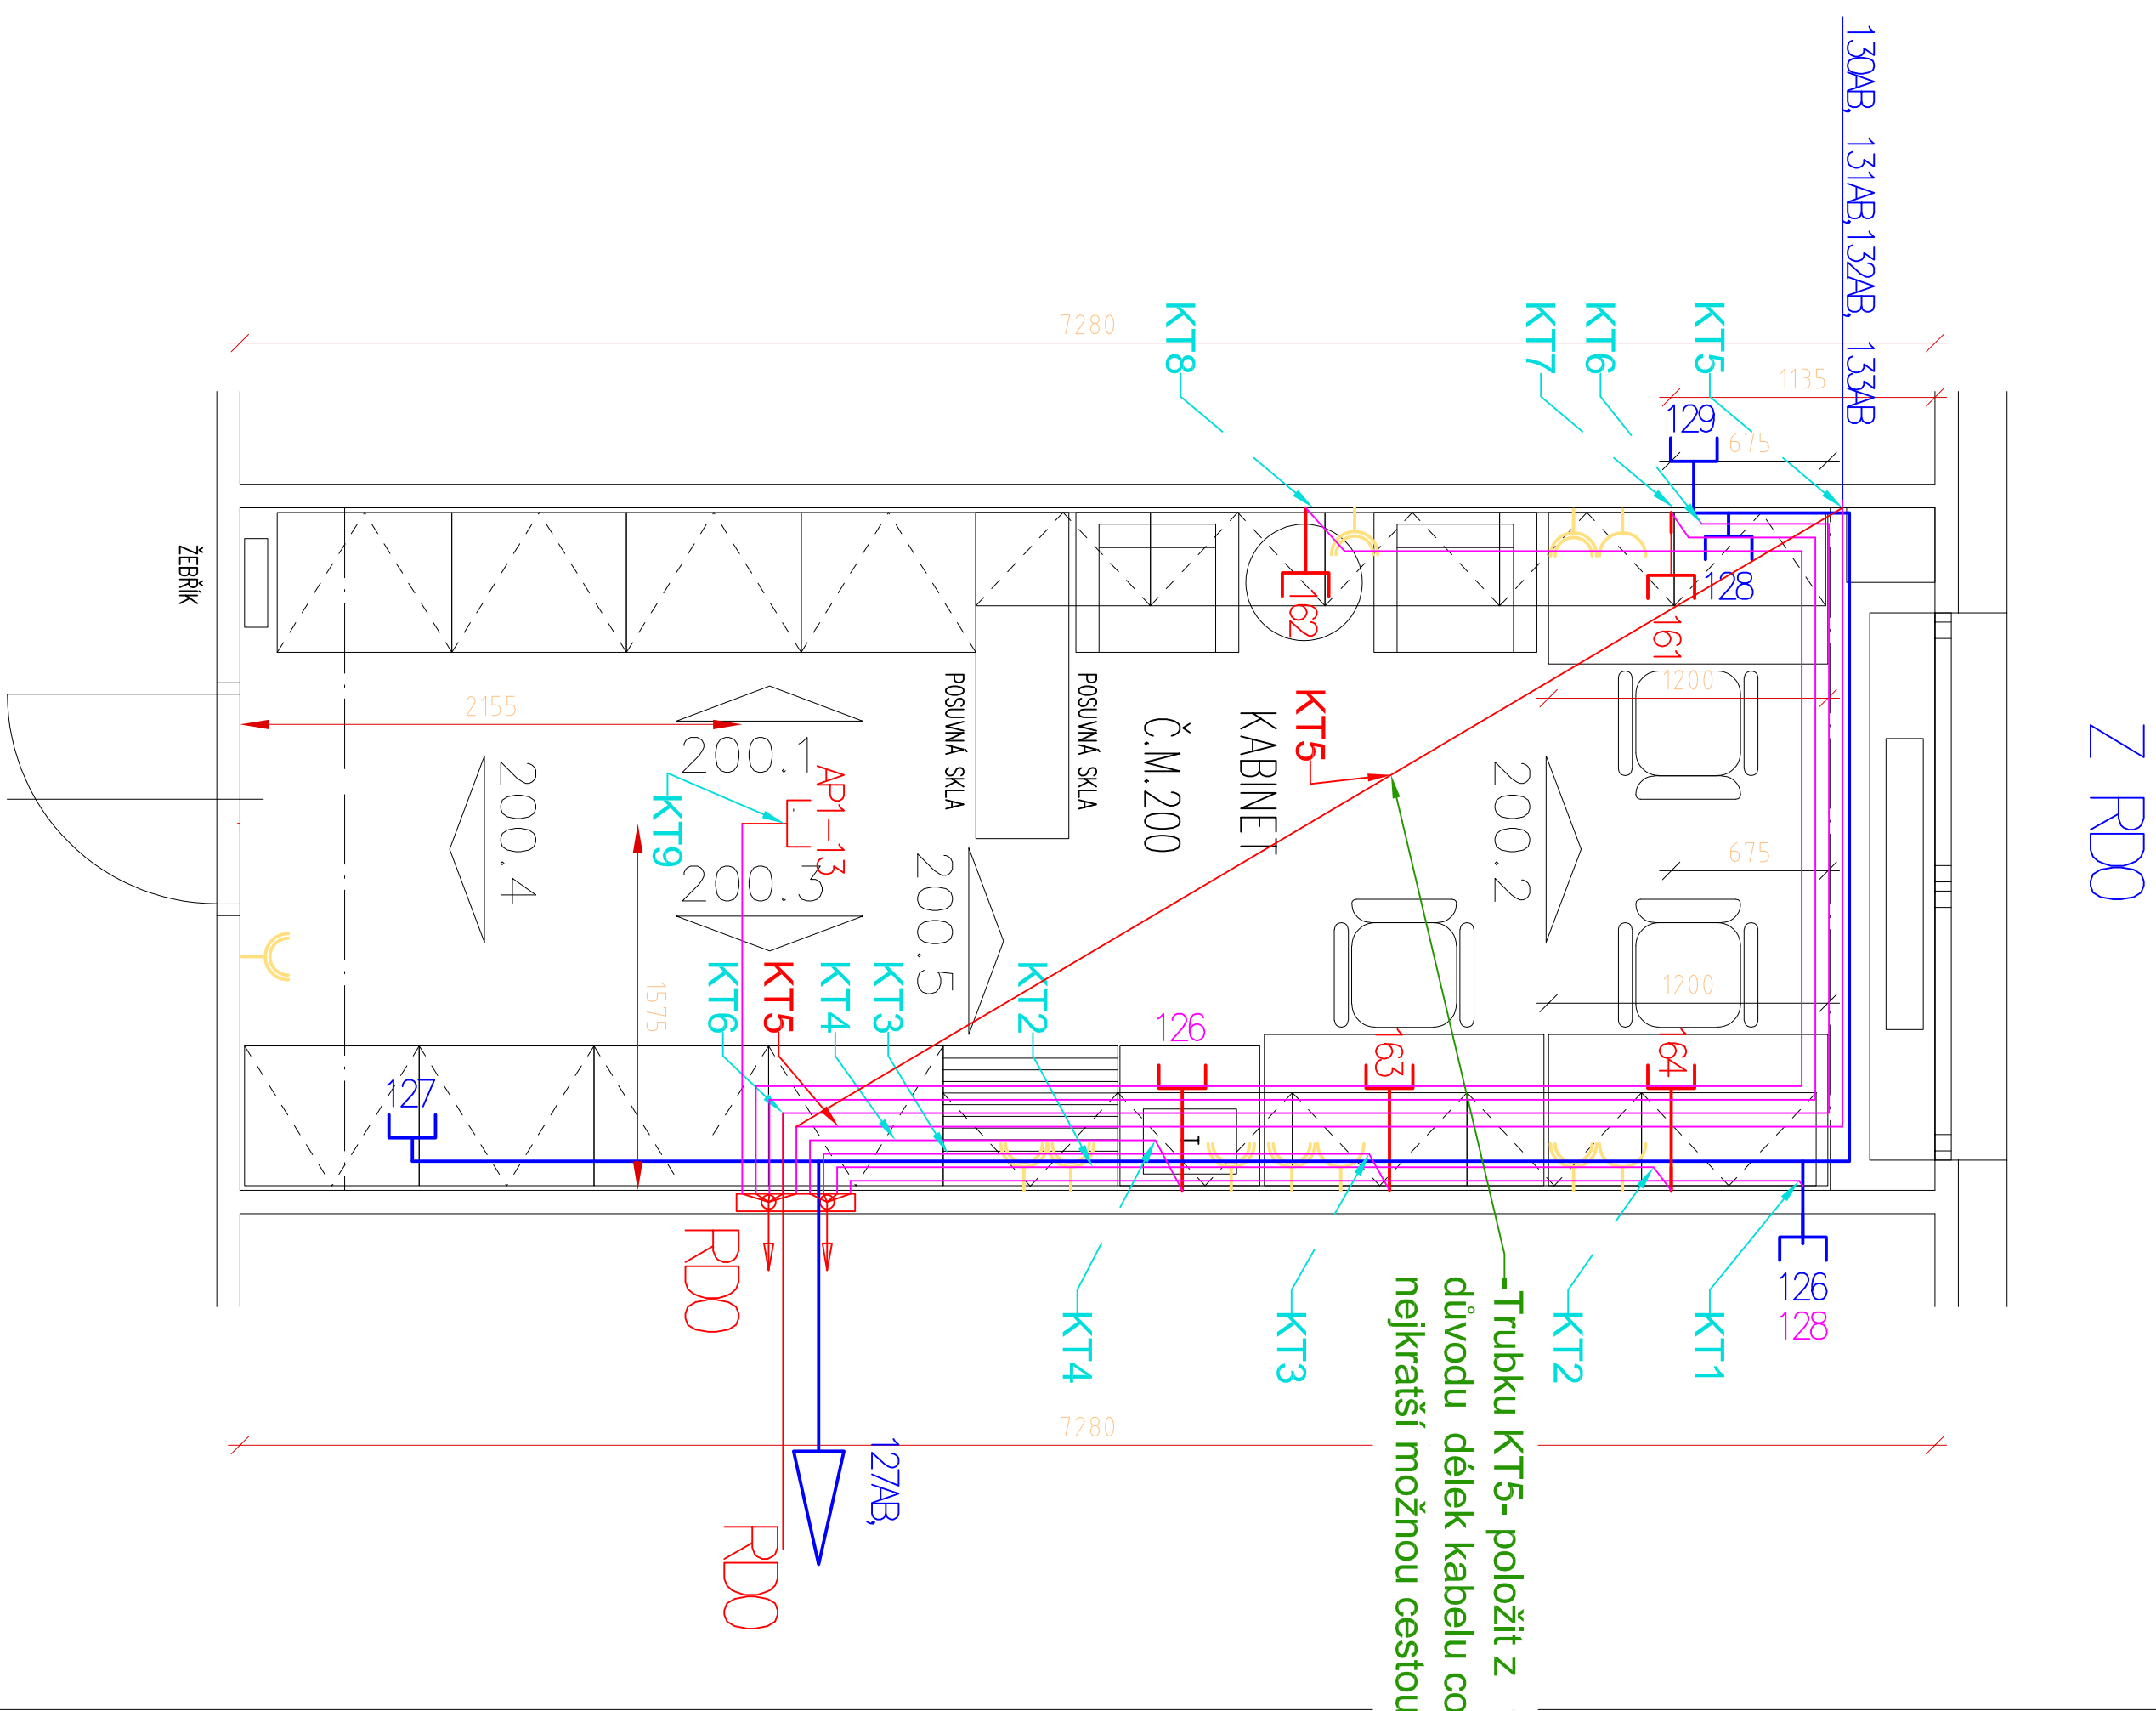 130AB, 131AB,132AB, 133AB
Z RDO
KT8
KT7
KT6
KT5
7280
1135
129
675
128
161
162
1200
ŽEBŘÍK
2155
POSUVNÁ SKLA
POSUVNÁ SKLA
KABINET
Č.M.200
KT5
200.1
AP1-13
KT9
200.3
200.4
200.2
200.5
675
1200
1575
KT6
KT5
KT4
KT3
KT2
126
163
164
127
RDO
126
128
KT4
KT3
KT2
KT1
-Trubku KT5- položit z
důvodu délek kabelu co
nejkratší možnou cestou
7280
127AB,
RDO